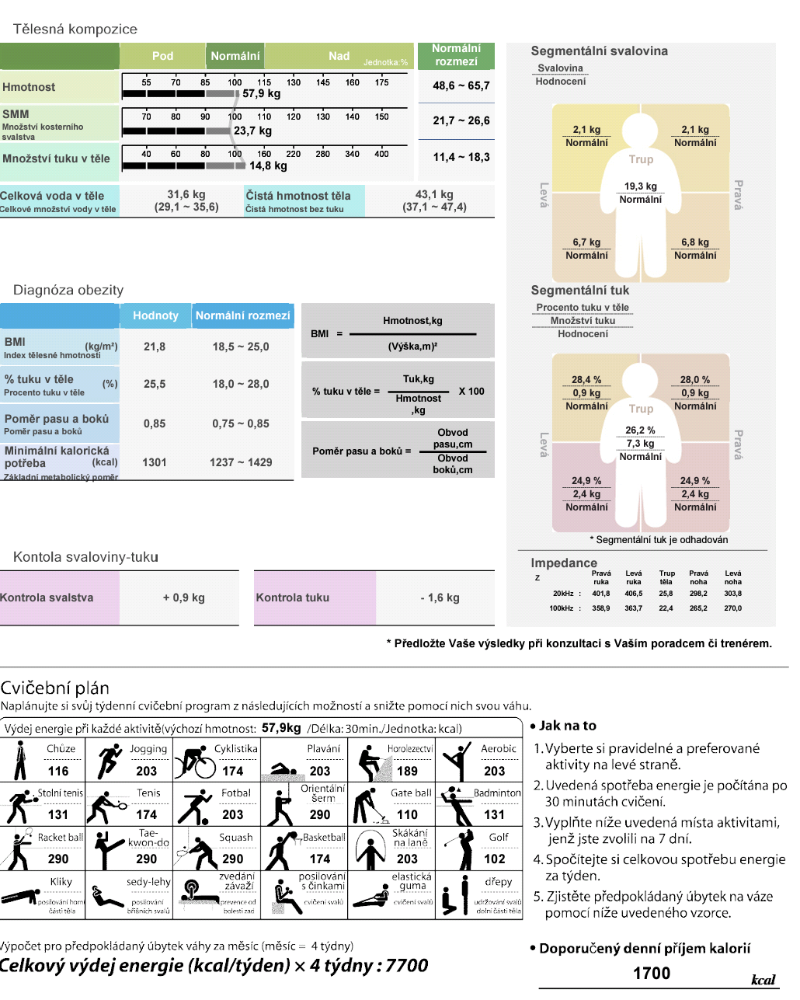 Tělesná kompozice
Pod Normální Nad Jednotka:% Normální rozmezí
Hmotnost
55 70 85 100 115 130 145 160 175
57,9 kg
48,6 ~ 65,7
SMM
Množství kosterního
svalstva
70 80 90 100 110 120 130 140 150
23,7 kg
21,7 ~ 26,6
Množství tuku v těle
40 60 80 100 160 220 280 340 400
14,8 kg
11,4 ~ 18,3
Celková voda v těle
Celkové množství vody v těle
31,6 kg
(29,1 ~ 35,6)
Čistá hmotnost těla
Čistá hmotnost bez tuku
43,1 kg
(37,1 ~ 47,4)
Diagnóza obezity
Hodnoty Normální rozmezí
BMI (kg/m²) 21,8 18,5 ~ 25,0
Index tělesné hmotnosti
% tuku v těle (%) 25,5 18,0 ~ 28,0
Procento tuku v těle
Poměr pasu a boků 0,85 0,75 ~ 0,85
Poměr pasu a boků
Minimální kalorická
potřeba (kcal) 1301 1237 ~ 1429
Základní metabolický poměr
BMI = Hmotnost,kg
(Výška,m)²
% tuku v těle = Tuk,kg X 100
Hmotnost
,kg
Poměr pasu a boků = Obvod
pasu,cm
Obvod
boků,cm
Kontola svaloviny-tuku
Kontrola svalstva + 0,9 kg
Kontrola tuku - 1,6 kg
Segmentální svalovina
Svalovina
Hodnocení
2,1 kg
Normální
2,1 kg
Normální
Trup
19,3 kg
Normální
Levá
Pravá
6,7 kg
Normální
6,8 kg
Normální
Segmentální tuk
Procento tuku v těle
Množství tuku
Hodnocení
28,4 %
0,9 kg
Normální
28,0 %
0,9 kg
Normální
Trup
26,2 %
7,3 kg
Normální
Levá
Pravá
24,9 %
2,4 kg
Normální
24,9 %
2,4 kg
Normální
* Segmentální tuk je odhadován
Impedance
Z Pravá ruka Levá ruka Trup těla Pravá noha Levá noha
20kHz : 401,8 406,5 25,8 298,2 303,8
100kHz : 358,9 363,7 22,4 265,2 270,0
* Předložte Vaše výsledky při konzultaci s Vaším poradcem či trenérem.
Cvičební plán
Naplánujte si svůj týdenní cvičební program z následujících možností a snižte pomocí nich svou váhu.
Výdej energie při každé aktivitě(výchozí hmotnost: 57,9kg /Délka: 30min./Jednotka: kcal)
Chůze 116
Jogging 203
Cyklistika 174
Plavání 203
Horolezectví 189
Aerobic 203
Stolní tenis 131
Tenis 174
Fotbal 203
Orientální šerm 290
Gate ball 110
Badminton 131
Racket ball 290
Tae-kwon-do 290
Squash 290
Basketball 174
Skákání na laně 203
Golf 102
Kliky posilování horní části těla
sedy-lehy posilování břišních svalů
zvedání závaží prevence od bolesti zad
posilování s činkami cvičení svalů
elastická guma cvičení svalů
dřepy udržování svalů dolní části těla
Výpočet pro předpokládaný úbytek váhy za měsíc (měsíc = 4 týdny)
Celkový výdej energie (kcal/týden) × 4 týdny : 7700
• Jak na to
1. Vyberte si pravidelné a preferované
aktivity na levé straně.
2. Uvedená spotřeba energie je počítána po
30 minutách cvičení.
3. Vyplňte níže uvedená místa aktivitami,
jenž jste zvolili na 7 dní.
4. Spočítejte si celkovou spotřebu energie
za týden.
5. Zjistěte předpokládaný úbytek na váze
pomocí níže uvedeného vzorce.
• Doporučený denní příjem kalorií
1700 kcal